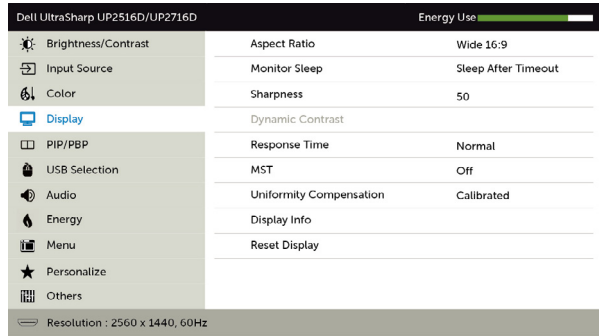 Dell UltraSharp UP2516D/UP2716D Energy Use
Brightness/Contrast Aspect Ratio Wide 16:9
Input Source Monitor Sleep Sleep After Timeout
Color Sharpness 50
Display Dynamic Contrast
PIP/PBP Response Time Normal
USB Selection MST Off
Audio Uniformity Compensation Calibrated
Energy Display Info
Menu Reset Display
Personalize
Others
Resolution : 2560 x 1440, 60Hz